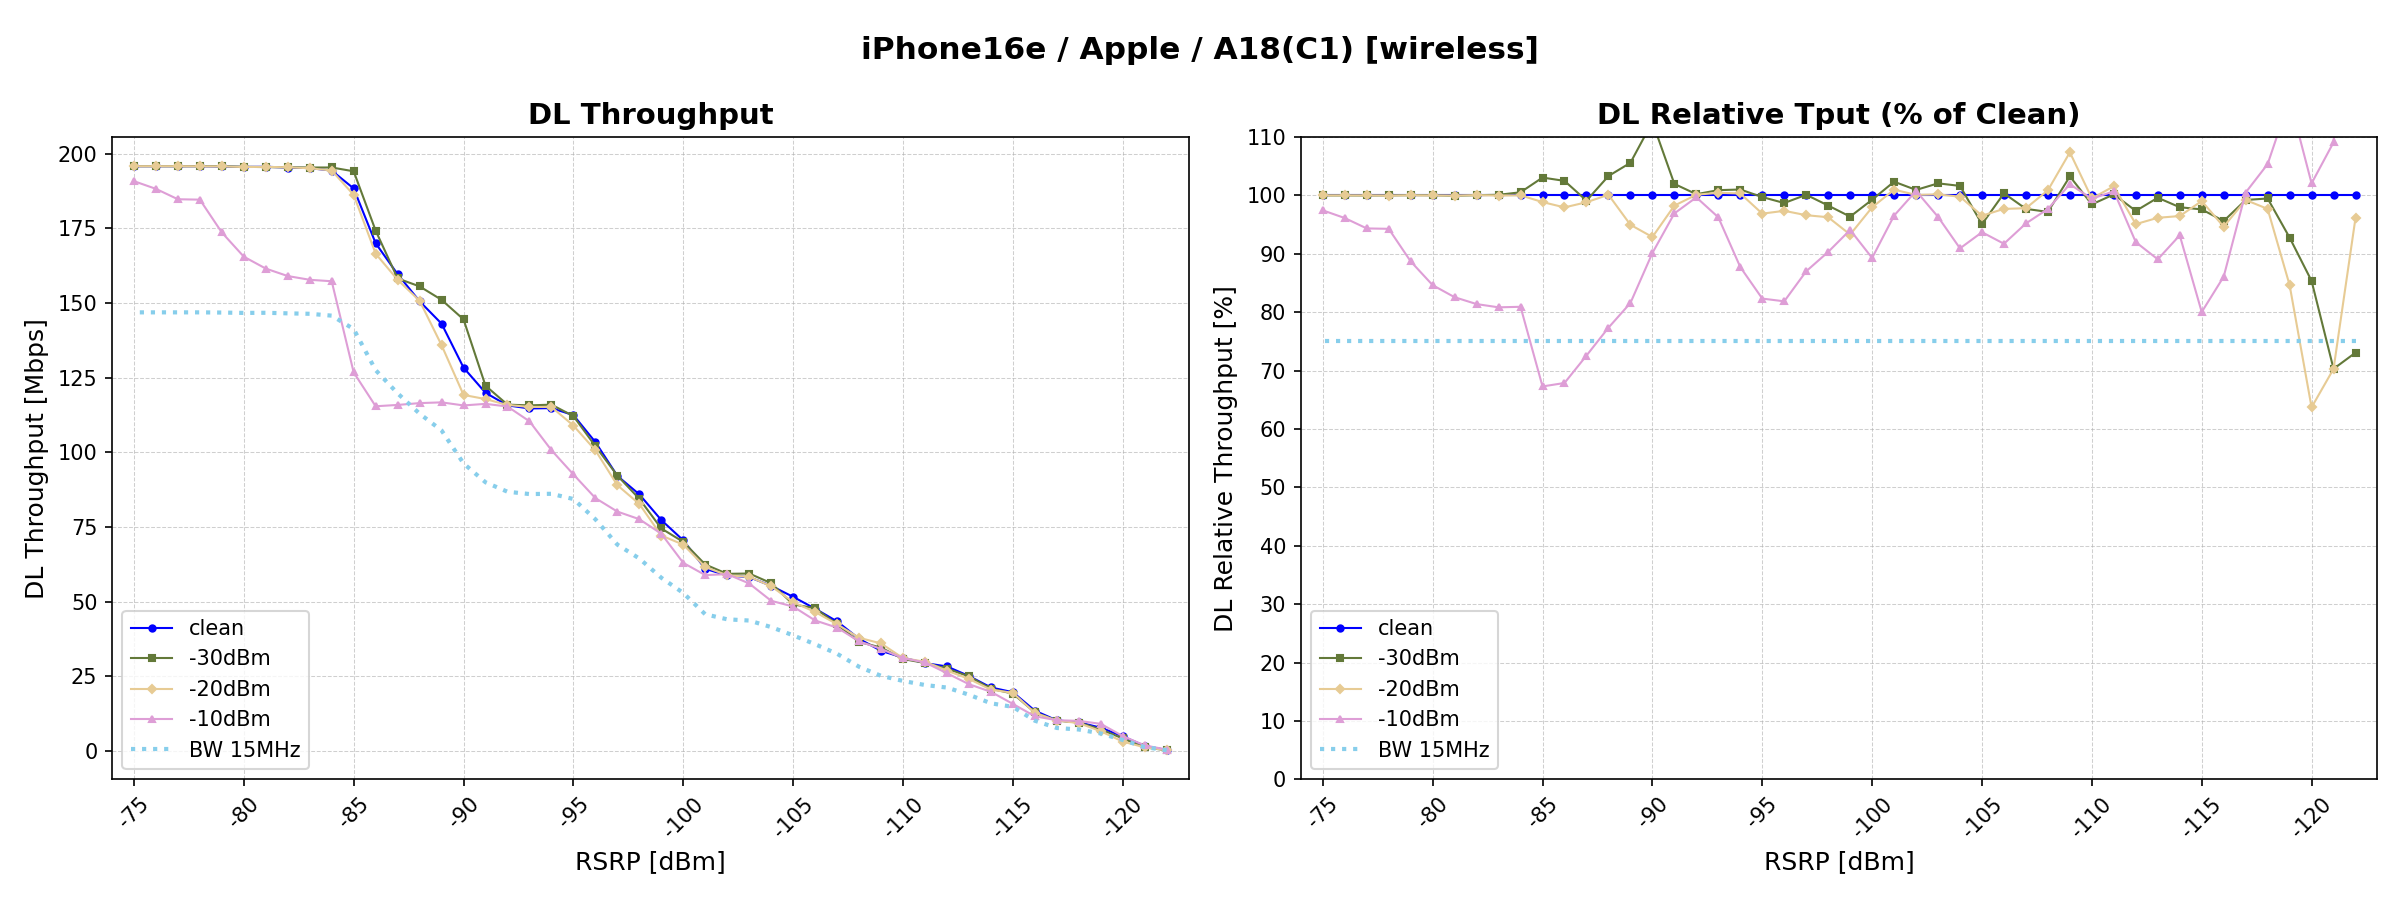 iPhone16e / Apple / A18(C1) [wireless]
DL Throughput
DL Throughput [Mbps]
200
175
150
125
100
75
50
25
0
clean
-30dBm
-20dBm
-10dBm
BW 15MHz
-75
-80
-85
-90
-95
-100
-105
-110
-115
-120
RSRP [dBm]
DL Relative Tput (% of Clean)
DL Relative Throughput [%]
110
100
90
80
70
60
50
40
30
20
10
0
clean
-30dBm
-20dBm
-10dBm
BW 15MHz
-75
-80
-85
-90
-95
-100
-105
-110
-115
-120
RSRP [dBm]